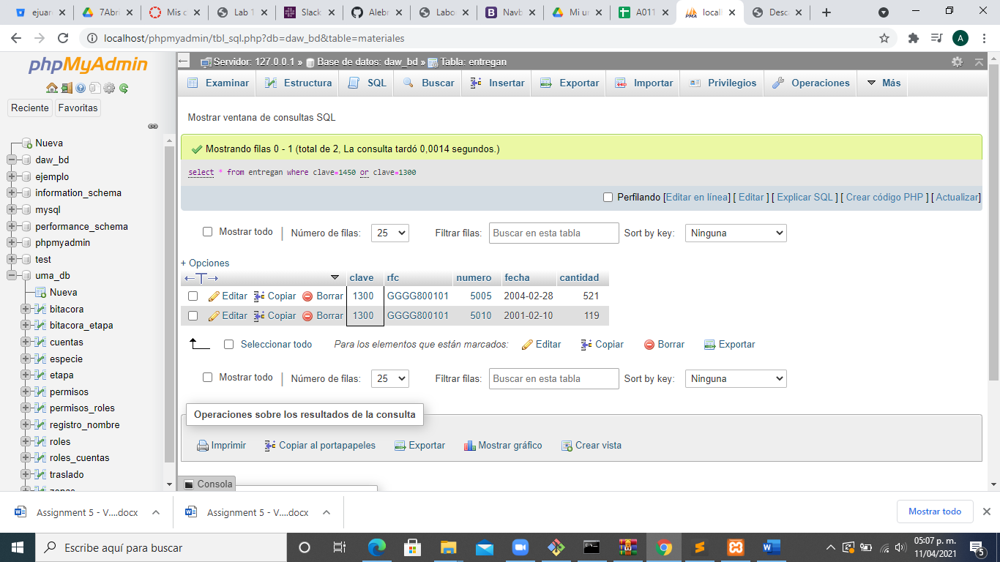 ejuan
7Abri
Mis c
Lab 1
Slack
Alebr
Labo
Navb
Mi un
A011
locall
Desca
localhost/phpmyadmin/tbl_sql.php?db=daw_bd&table=materiales
A
phpMyAdmin
Reciente Favoritas
Nueva
daw_bd
ejemplo
information_schema
mysql
performance_schema
phpmyadmin
test
uma_db
Nueva
bitacora
bitacora_etapa
cuentas
especie
etapa
permisos
permisos_roles
registro_nombre
roles
roles_cuentas
traslado
zonas
Servidor: 127.0.0.1 » Base de datos: daw_bd » Tabla: entregan
Examinar Estructura SQL Buscar Insertar Exportar Importar Privilegios Operaciones Más
Mostrar ventana de consultas SQL
Mostrando filas 0 - 1 (total de 2, La consulta tardó 0,0014 segundos.)
select * from entregan where clave=1450 or clave=1300
Perfilando [Editar en línea] [ Editar ] [ Explicar SQL ] [ Crear código PHP ] [ Actualizar]
Mostrar todo | Número de filas: 25 Filtrar filas: Buscar en esta tabla Sort by key: Ninguna
+ Opciones
clave rfc numero fecha cantidad
Editar Copiar Borrar 1300 GGGG800101 5005 2004-02-28 521
Editar Copiar Borrar 1300 GGGG800101 5010 2001-02-10 119
Seleccionar todo Para los elementos que están marcados: Editar Copiar Borrar Exportar
Mostrar todo | Número de filas: 25 Filtrar filas: Buscar en esta tabla Sort by key: Ninguna
Operaciones sobre los resultados de la consulta
Imprimir Copiar al portapapeles Exportar Mostrar gráfico Crear vista
Consola
Assignment 5 - V....docx
Assignment 5 - V....docx
Mostrar todo
Escribe aquí para buscar
05:07 p. m.
11/04/2021
5